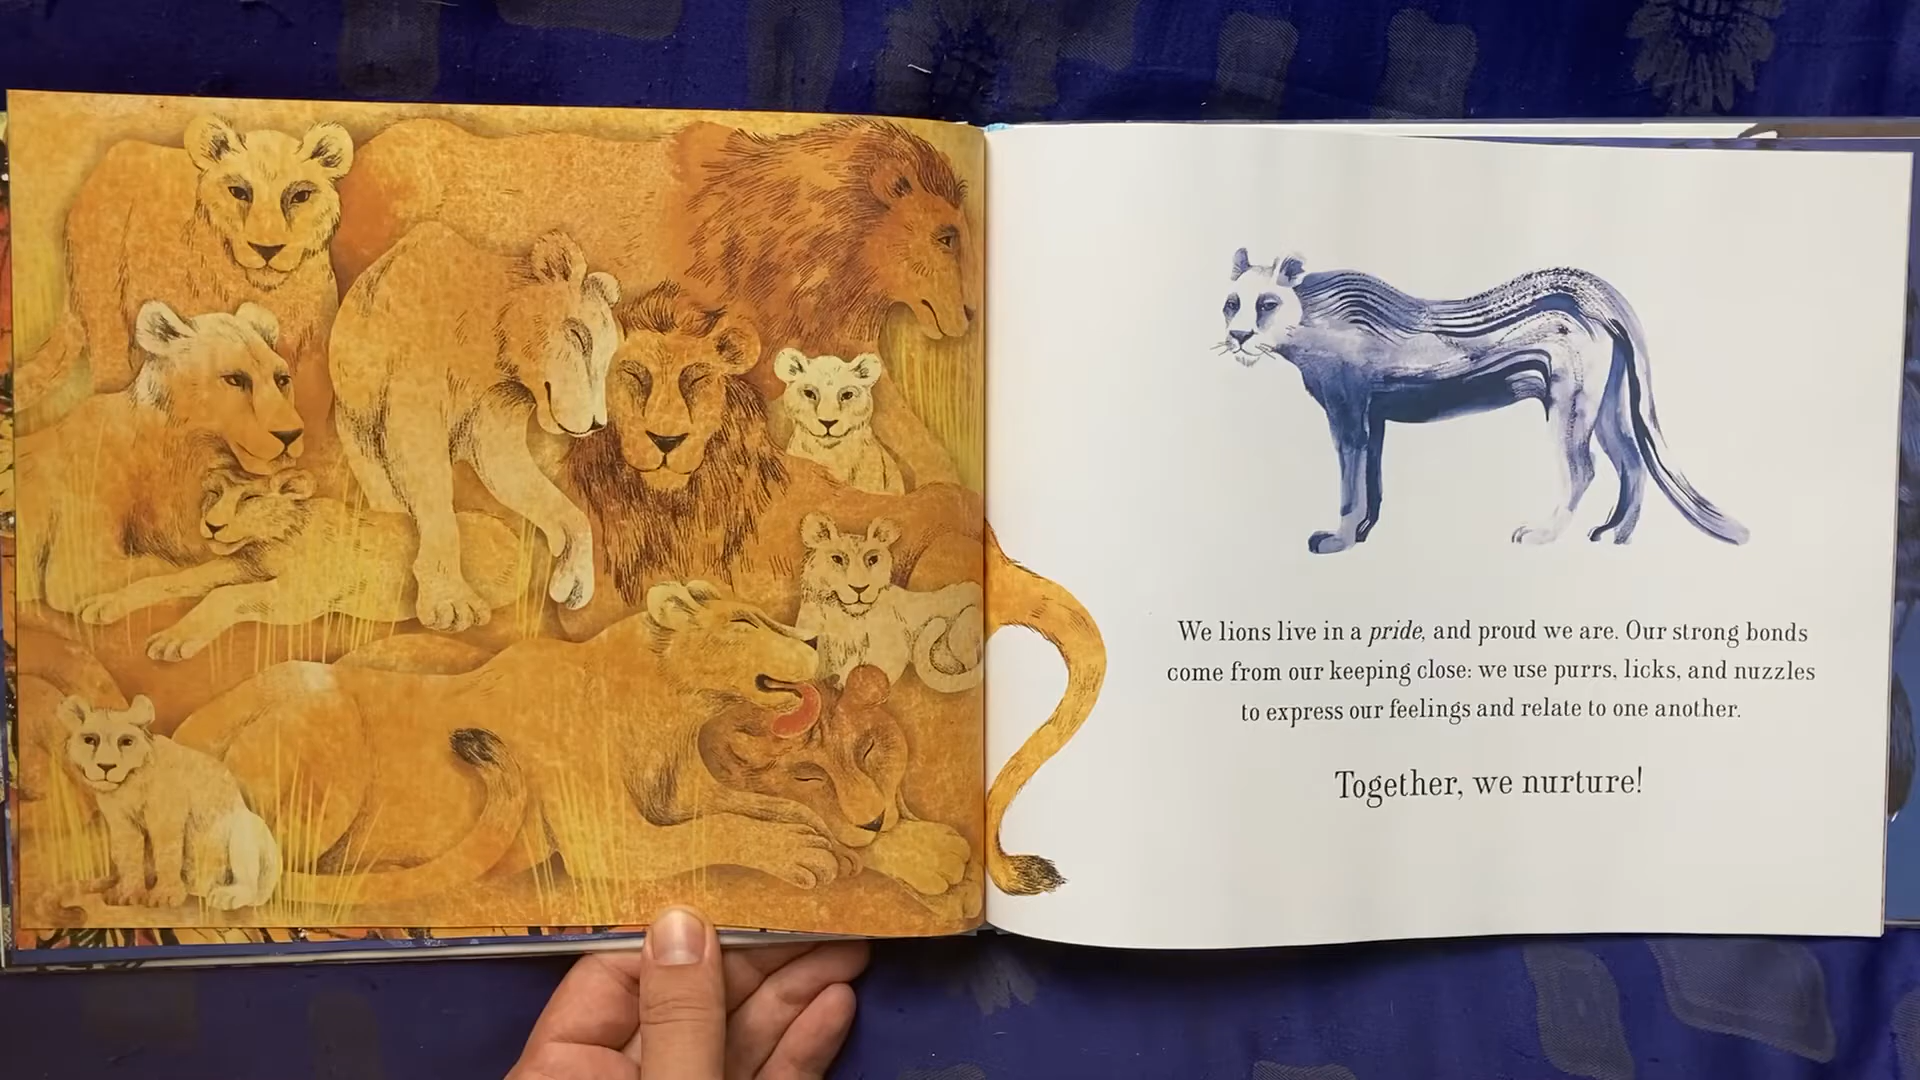 We lions live in a pride, and proud we are. Our strong bonds
come from our keeping close: we use purrs, licks, and nuzzles
to express our feelings and relate to one another.
Together, we nurture!